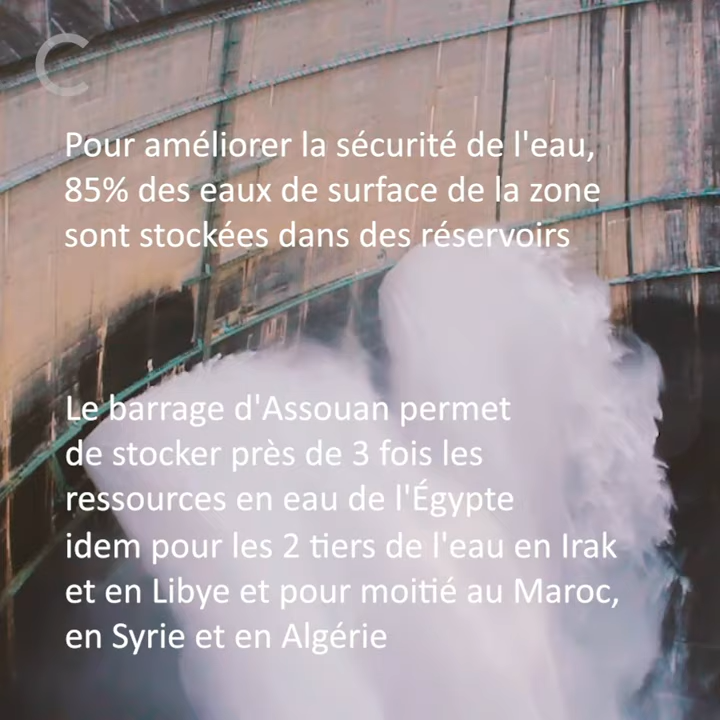 C
Pour améliorer la sécurité de l'eau,
85% des eaux de surface de la zone
sont stockées dans des réservoirs
Le barrage d'Assouan permet
de stocker près de 3 fois les
ressources en eau de l'Égypte
idem pour les 2 tiers de l'eau en Irak
et en Libye et pour moitié au Maroc,
en Syrie et en Algérie